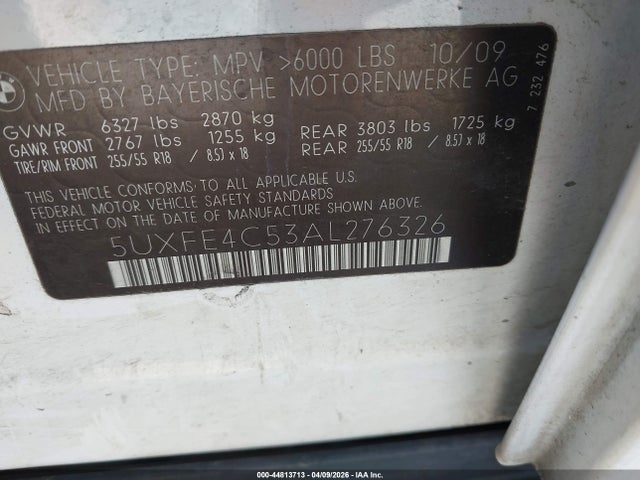 VEHICLE TYPE: MPV >6000 LBS 10/09
MFD BY BAYERISCHE MOTORENWERKE AG
GVWR 6327 lbs 2870 kg
GAWR FRONT 2767 lbs 1255 kg REAR 3803 lbs 1725 kg
TIRE/RIM FRONT 255/55 R18 / 8.5J x 18 REAR 255/55 R18 / 8.5J x 18
THIS VEHICLE CONFORMS TO ALL APPLICABLE U.S.
FEDERAL MOTOR VEHICLE SAFETY STANDARDS IN
EFFECT ON THE DATE OF MANUFACTURE SHOWN ABOVE.
5UXFE4C53AL276326
7 232 476
000-44813713 - 04/09/2026 - IAA Inc.